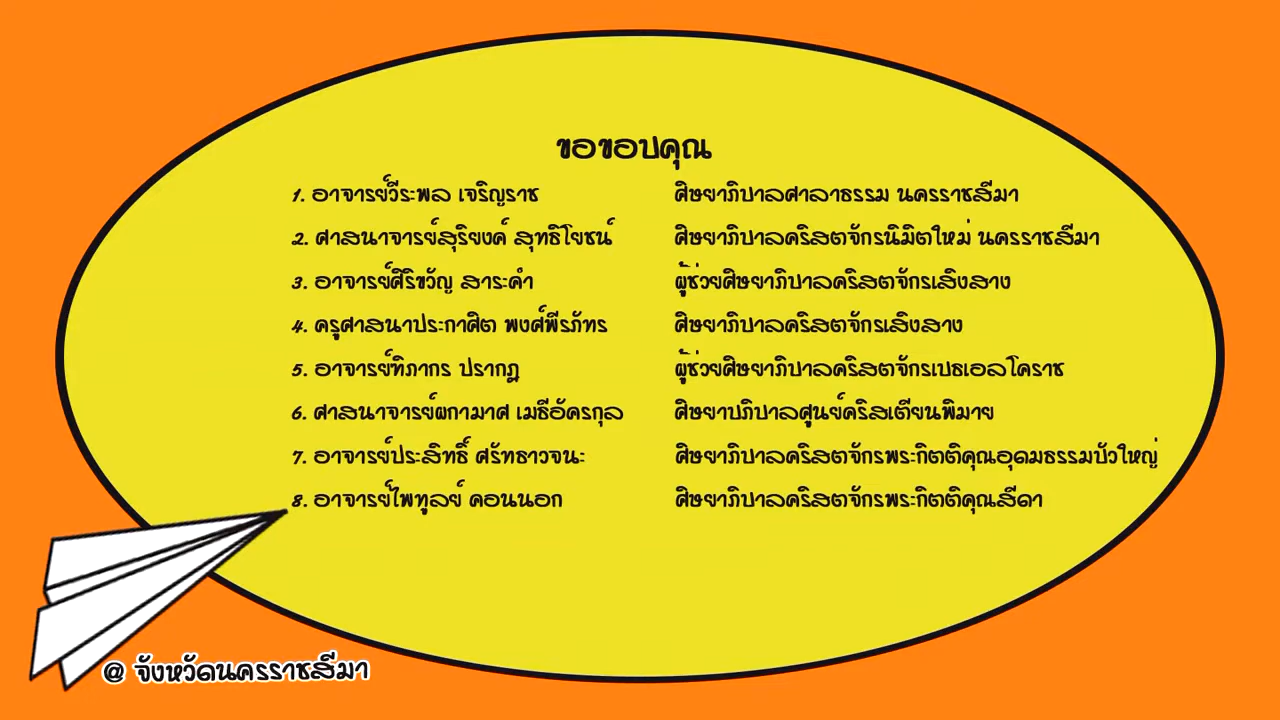 ขอขอบคุณ
1. อาจารย์วีระพล เจริญราช ศิษยาภิบาลศาลาธรรม นครราชสีมา
2. ศาสนาจารย์สุริยงค์ สุทธิโยชน์ ศิษยาภิบาลคริสตจักรนิมิตใหม่ นครราชสีมา
3. อาจารย์ศิริขวัญ สาระคำ ผู้ช่วยศิษยาภิบาลคริสตจักรเสิงสาง
4. ครูศาสนาประกาศิต พงศ์พีรภัทร ศิษยาภิบาลคริสตจักรเสิงสาง
5. อาจารย์ทิภากร ปรากฎ ผู้ช่วยศิษยาภิบาลคริสตจักรเบธเอลโคราช
6. ศาสนาจารย์ผกามาศ เมธีอัครกุล ศิษยาบภิบาลศูนย์คริสเตียนพิมาย
7. อาจารย์ประสิทธิ์ ศรัทธาวจนะ ศิษยาภิบาลคริสตจักรพระกิตติคุณอุดมธรรมบัวใหญ่
8. อาจารย์ไพฑูลย์ คอนนอก ศิษยาภิบาลคริสตจักรพระกิตติคุณสีดา
@ จังหวัดนครราชสีมา